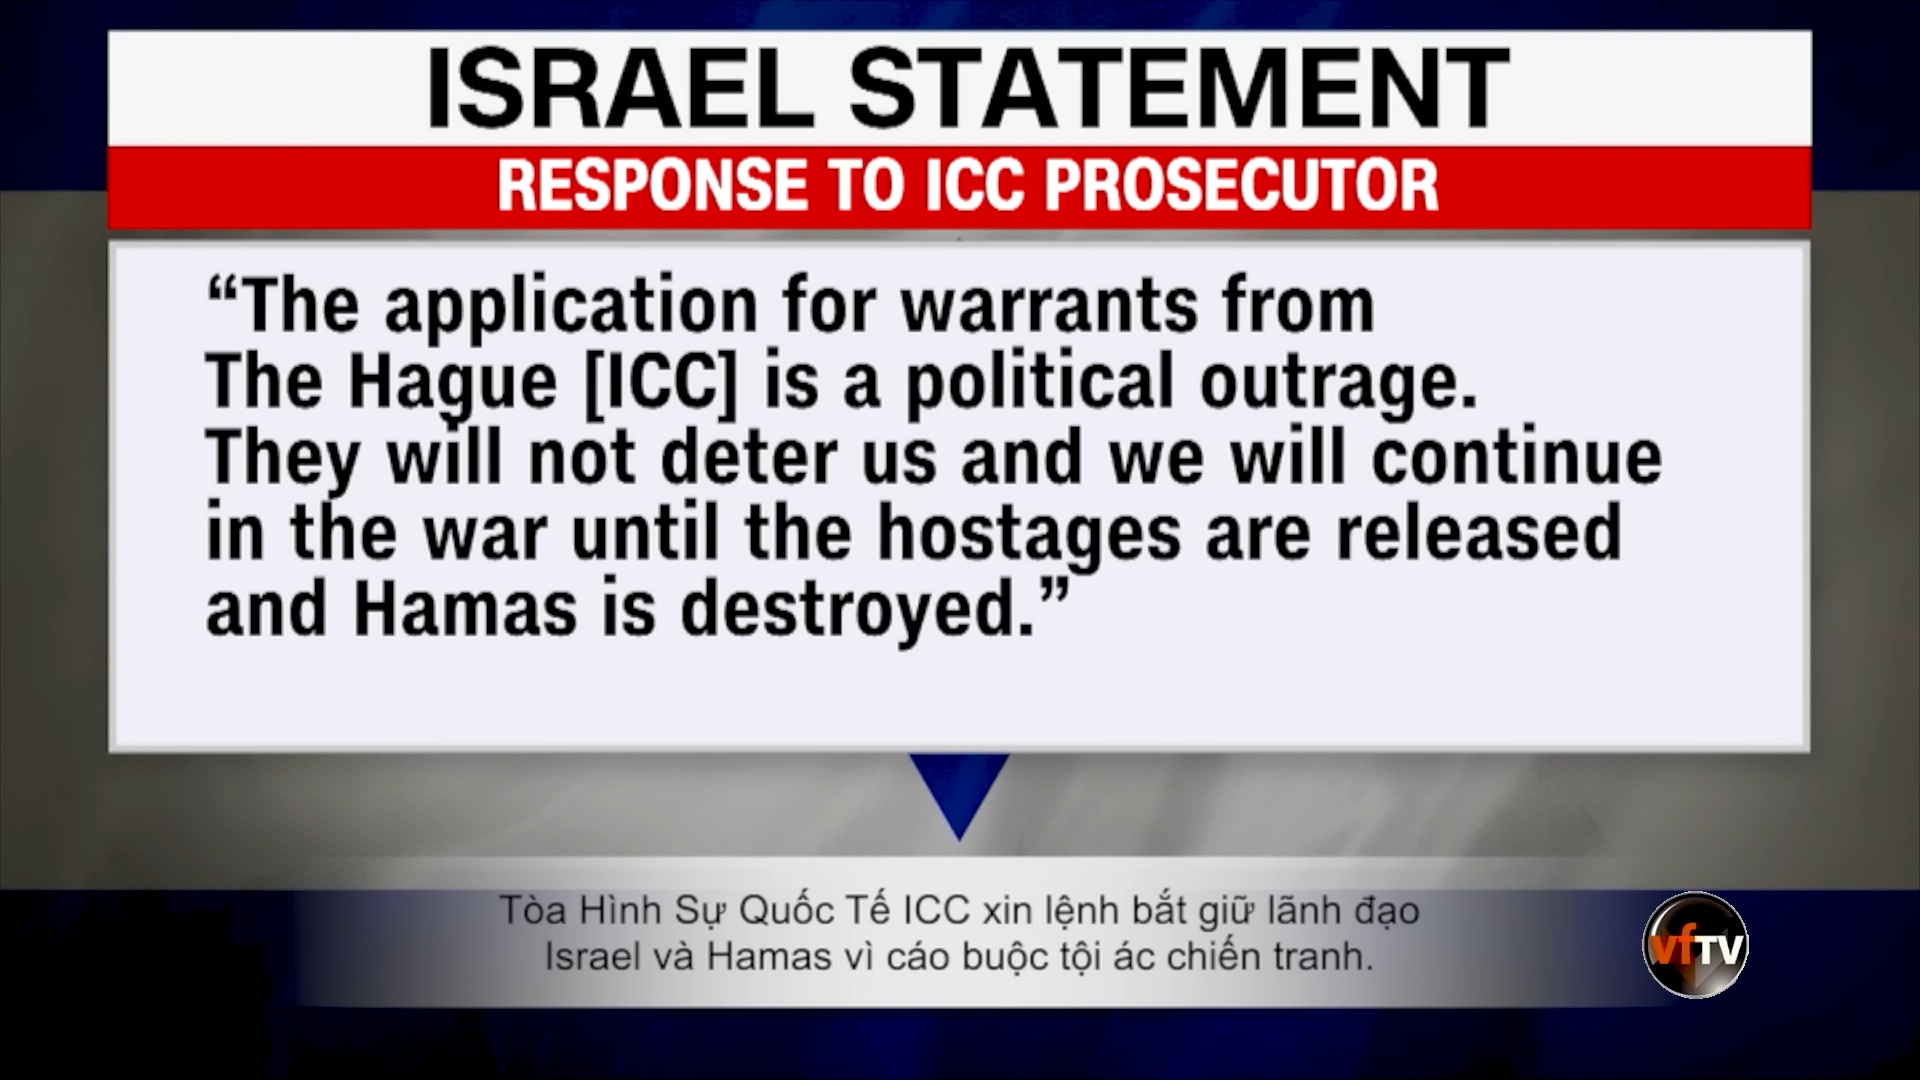 ISRAEL STATEMENT
RESPONSE TO ICC PROSECUTOR
“The application for warrants from
The Hague [ICC] is a political outrage.
They will not deter us and we will continue
in the war until the hostages are released
and Hamas is destroyed.”
Tòa Hình Sự Quốc Tế ICC xin lệnh bắt giữ lãnh đạo
Israel và Hamas vì cáo buộc tội ác chiến tranh.
vfTV